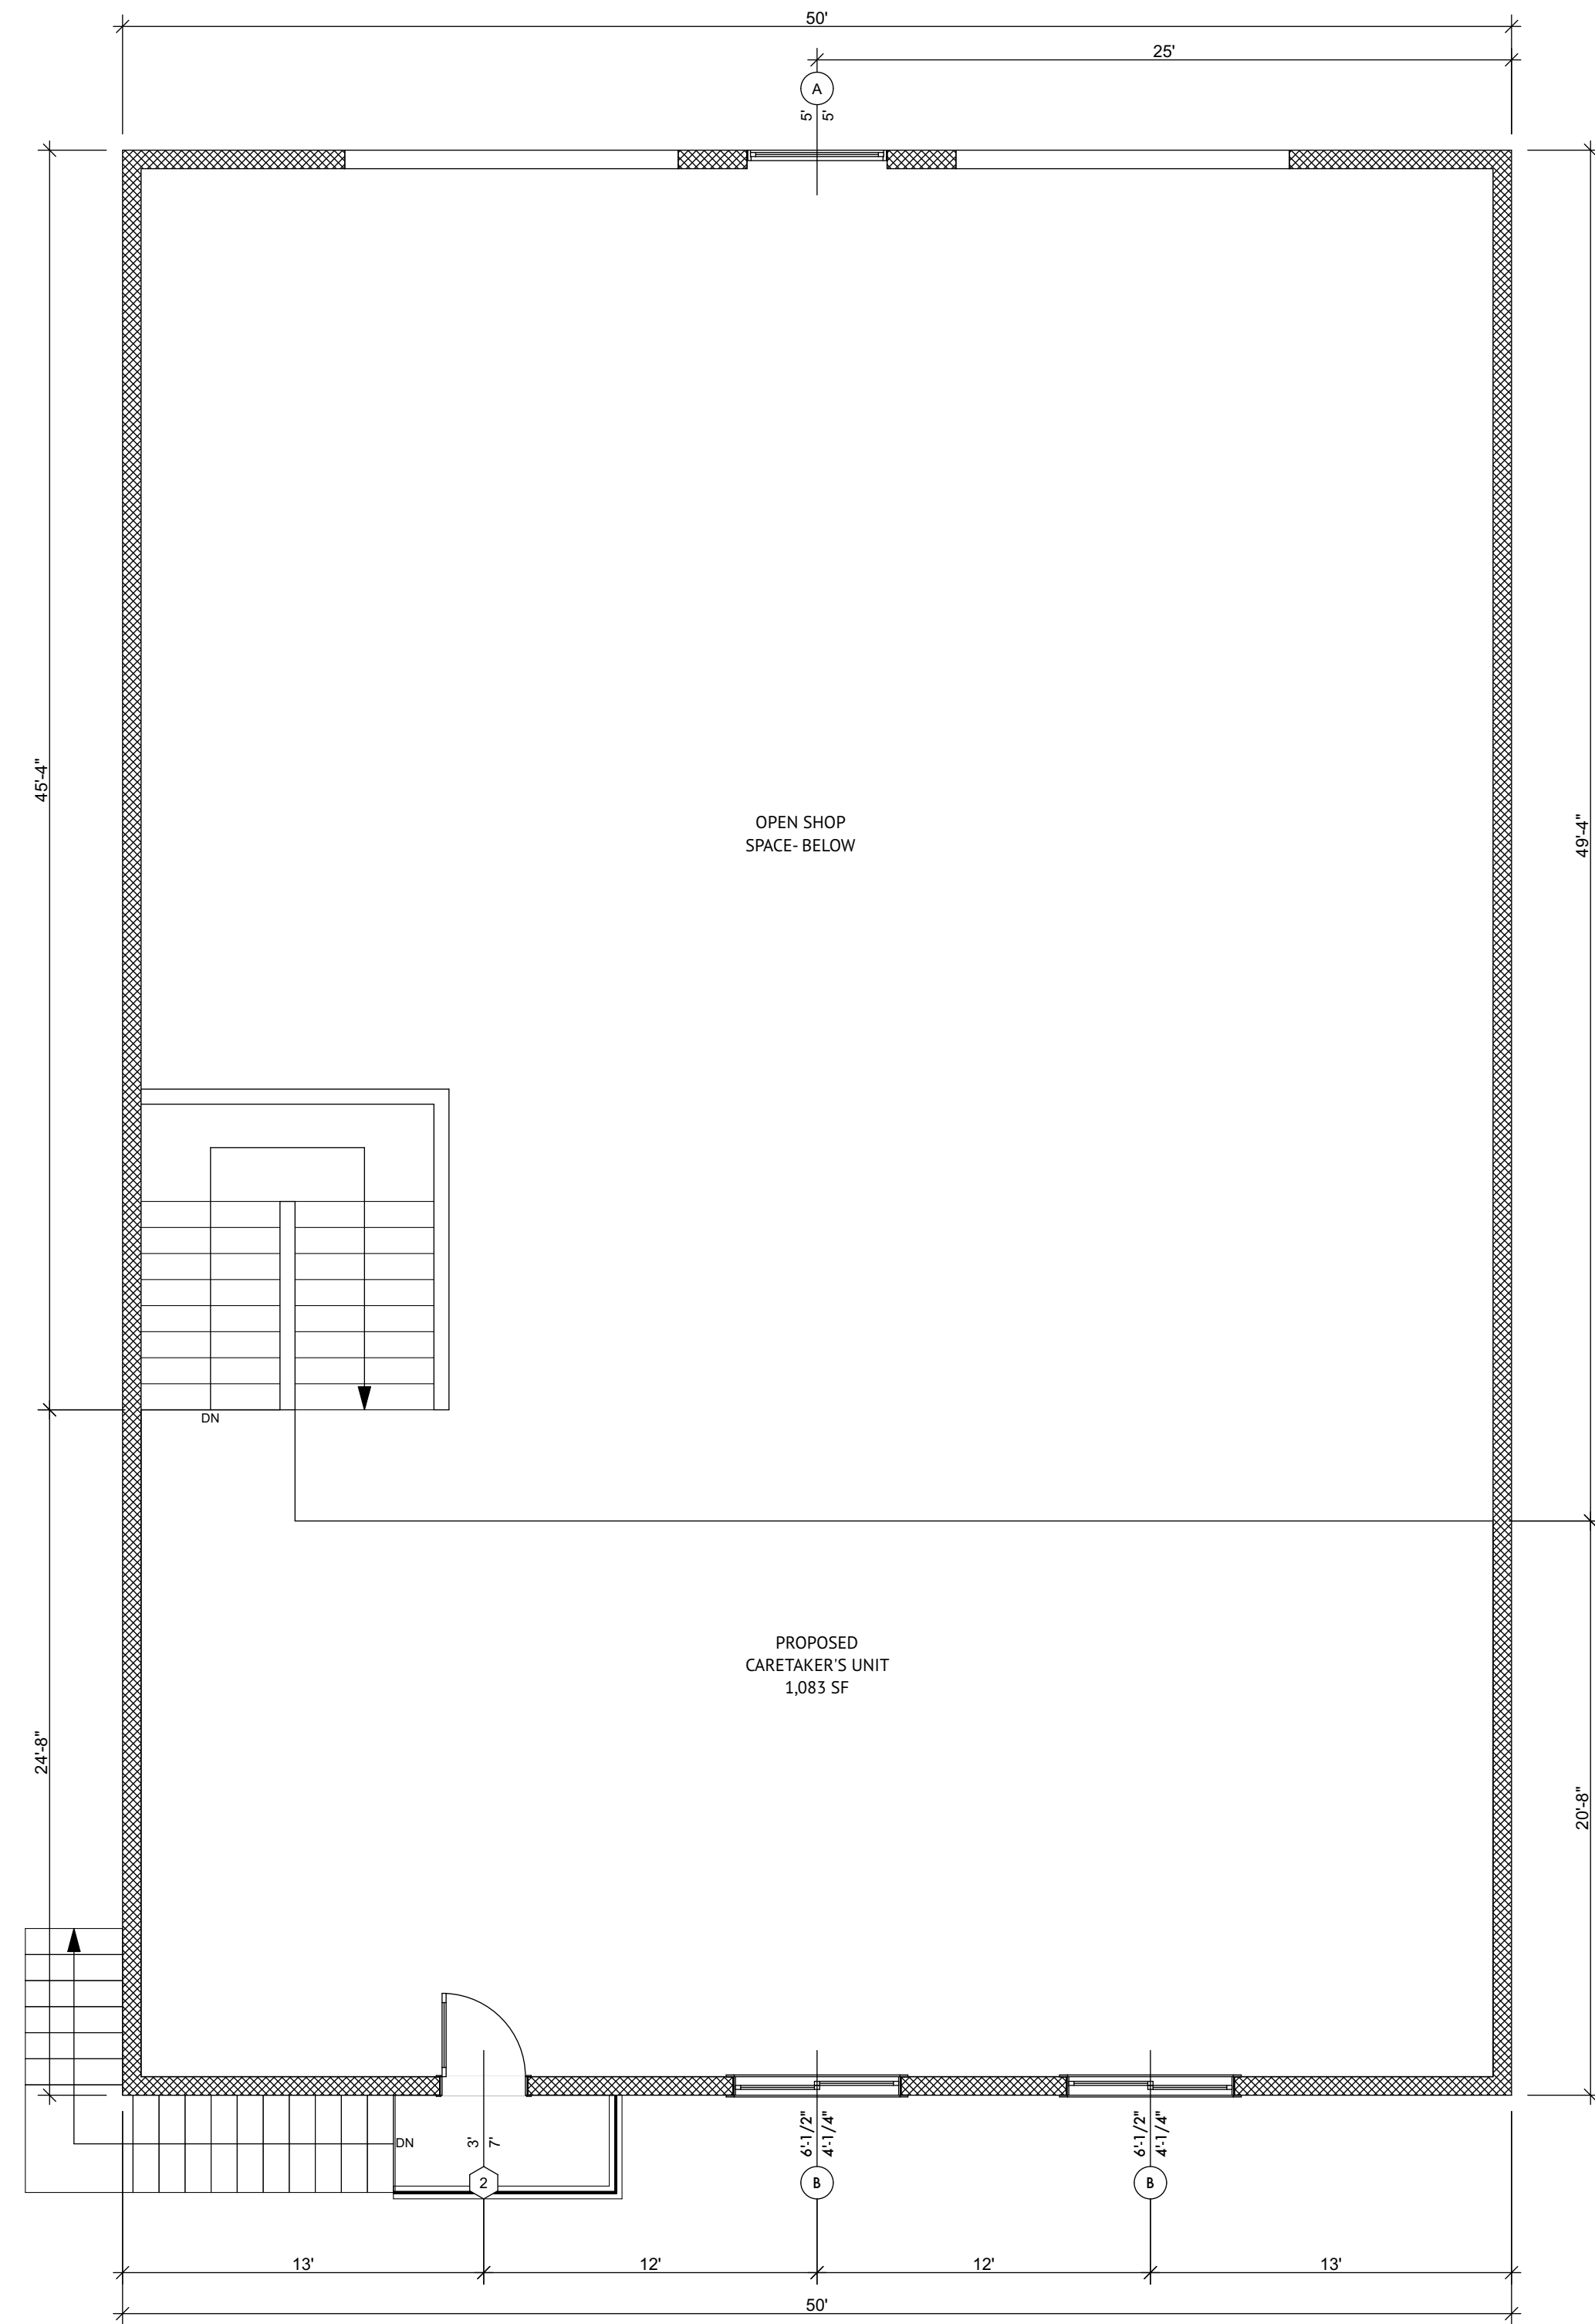 50'
25'
A
5'
5'
45'-4"
49'-4"
OPEN SHOP
SPACE- BELOW
DN
PROPOSED
CARETAKER'S UNIT
1,083 SF
24'-8"
20'-8"
DN
3'
7'
2
6'-1/2"
4'-1/4"
B
6'-1/2"
4'-1/4"
B
13'
12'
12'
13'
50'